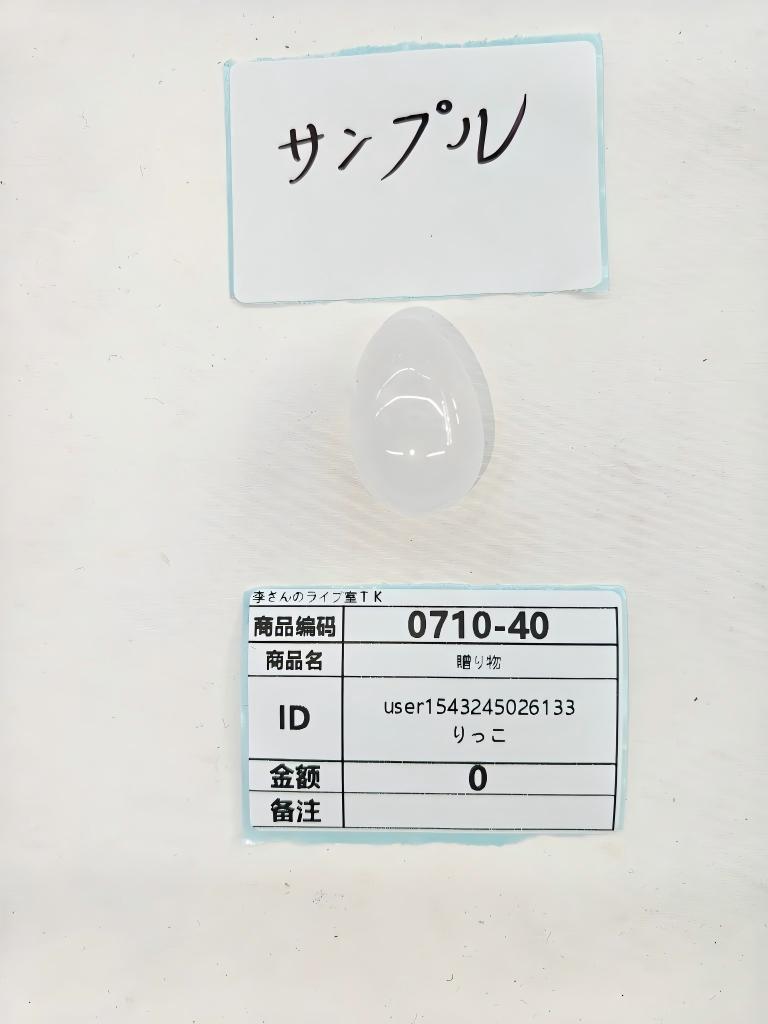 サンプル
李さんのライブ室TK
商品编码 0710-40
商品名 贈り物
ID user1543245026133
りっこ
金额 0
备注